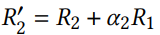 R′₂ = R₂ + α₂R₁